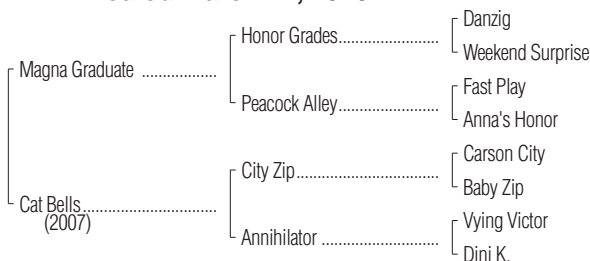 Danzig
Honor Grades
Weekend Surprise
Magna Graduate
Fast Play
Peacock Alley
Anna's Honor
Carson City
City Zip
Baby Zip
Cat Bells
(2007)
Vying Victor
Annihilator
Dini K.